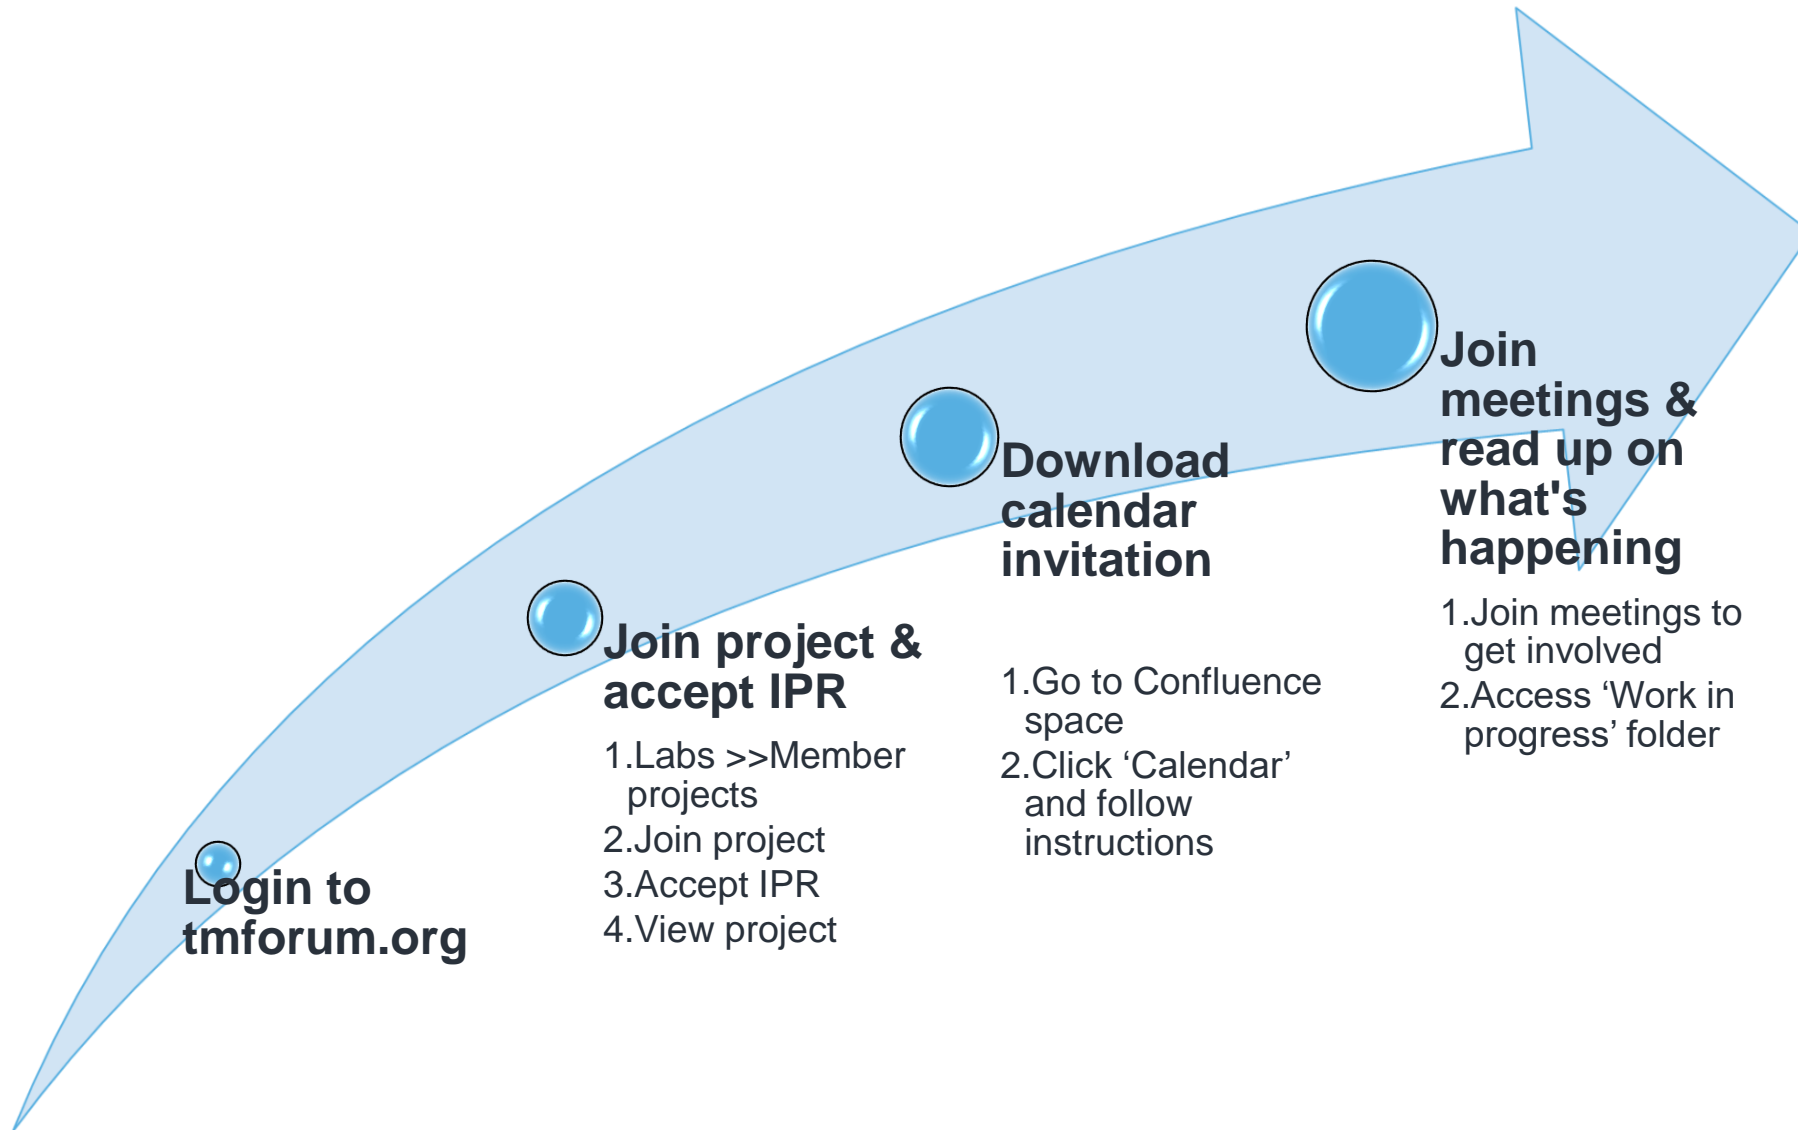 Login to
tmforum.org
Join project &
accept IPR
1.Labs >>Member
projects
2.Join project
3.Accept IPR
4.View project
Download
calendar
invitation
1.Go to Confluence
space
2.Click ‘Calendar’
and follow
instructions
Join
meetings &
read up on
what's
happening
1.Join meetings to
get involved
2.Access ‘Work in
progress’ folder